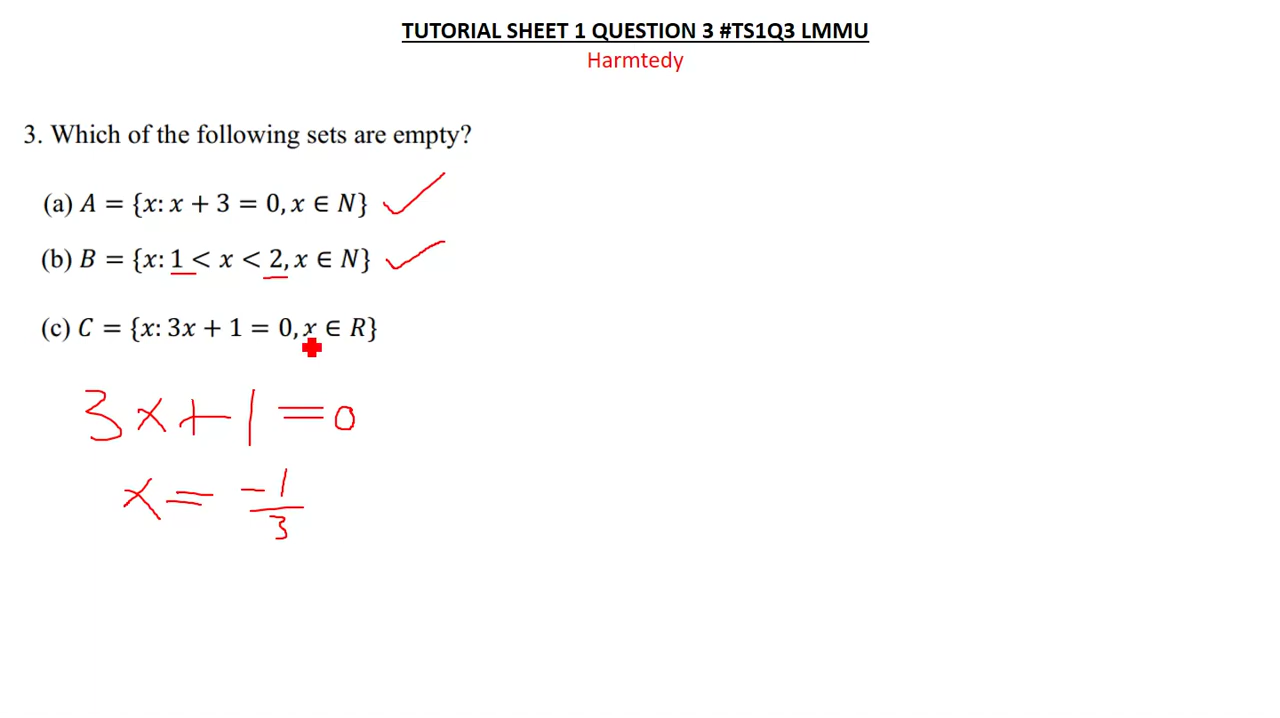 TUTORIAL SHEET 1 QUESTION 3 #TS1Q3 LMMU
Harmtedy
3. Which of the following sets are empty?
(a) A = {x: x + 3 = 0, x ∈ N}
(b) B = {x: 1 < x < 2, x ∈ N}
(c) C = {x: 3x + 1 = 0, x ∈ R}
3x + 1 = 0
x = -1/3